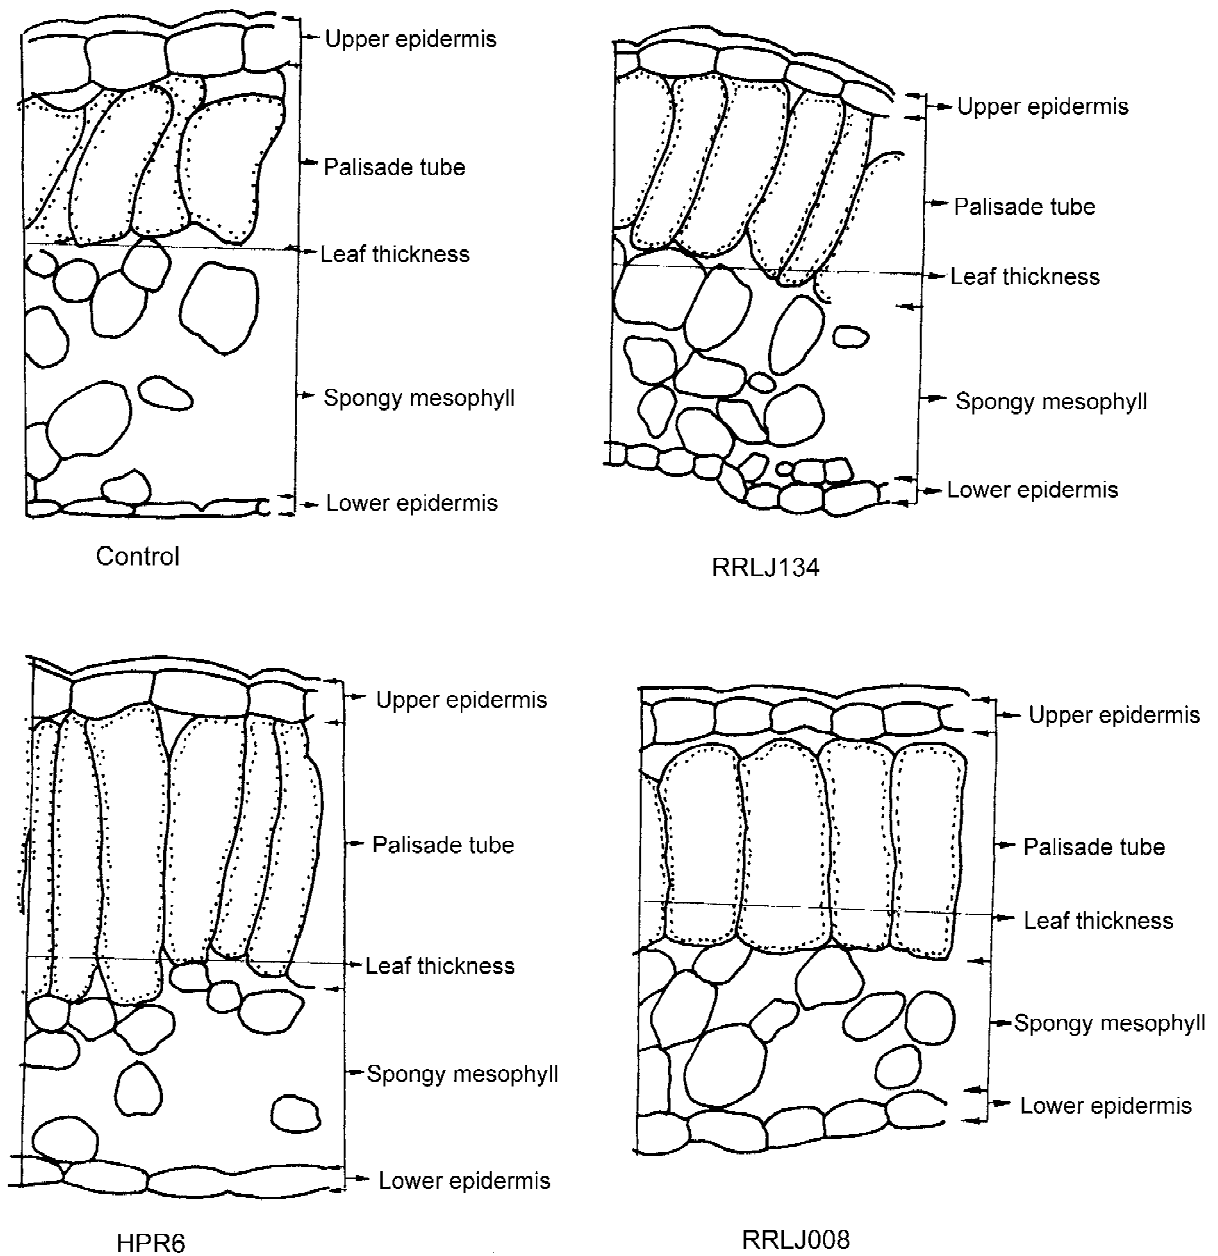 Upper epidermis
Palisade tube
Leaf thickness
Spongy mesophyll
Lower epidermis
Control
Upper epidermis
Palisade tube
Leaf thickness
Spongy mesophyll
Lower epidermis
RRLJ134
Upper epidermis
Palisade tube
Leaf thickness
Spongy mesophyll
Lower epidermis
HPR6
Upper epidermis
Palisade tube
Leaf thickness
Spongy mesophyll
Lower epidermis
RRLJ008